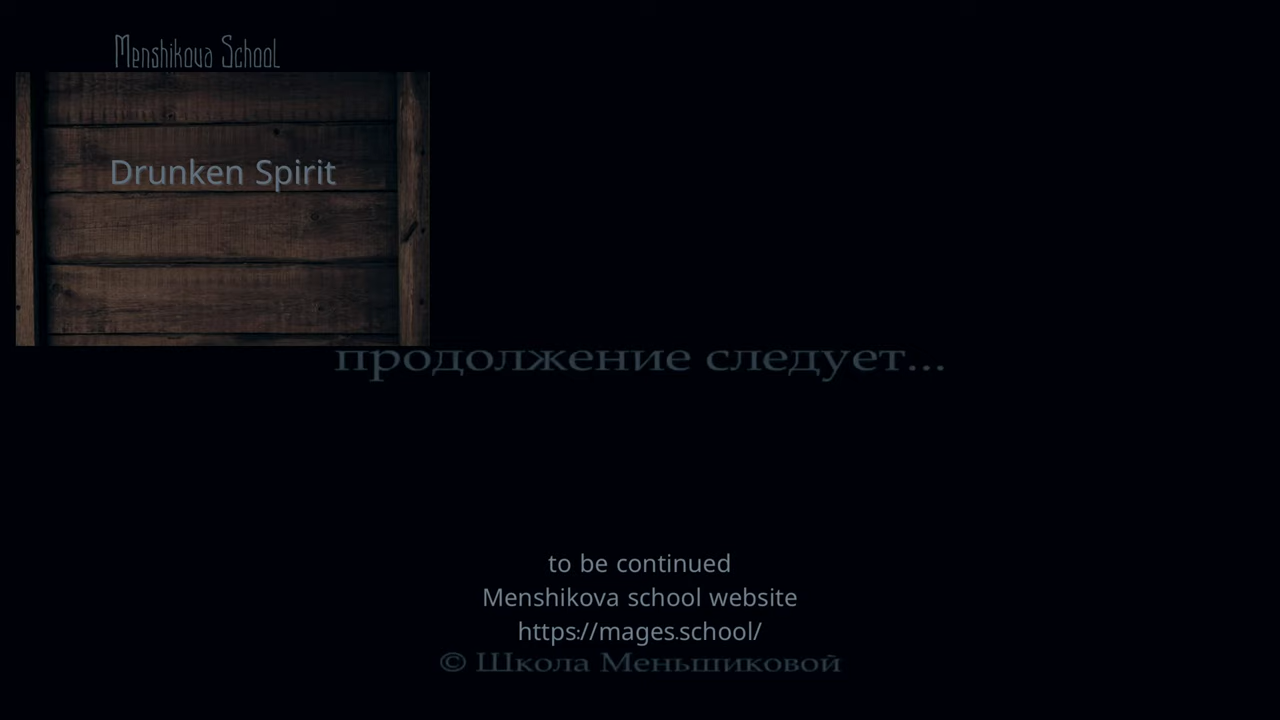 Menshikova School
Drunken Spirit
продолжение следует...
to be continued
Menshikova school website
https://mages.school/
© Школа Меньшиковой